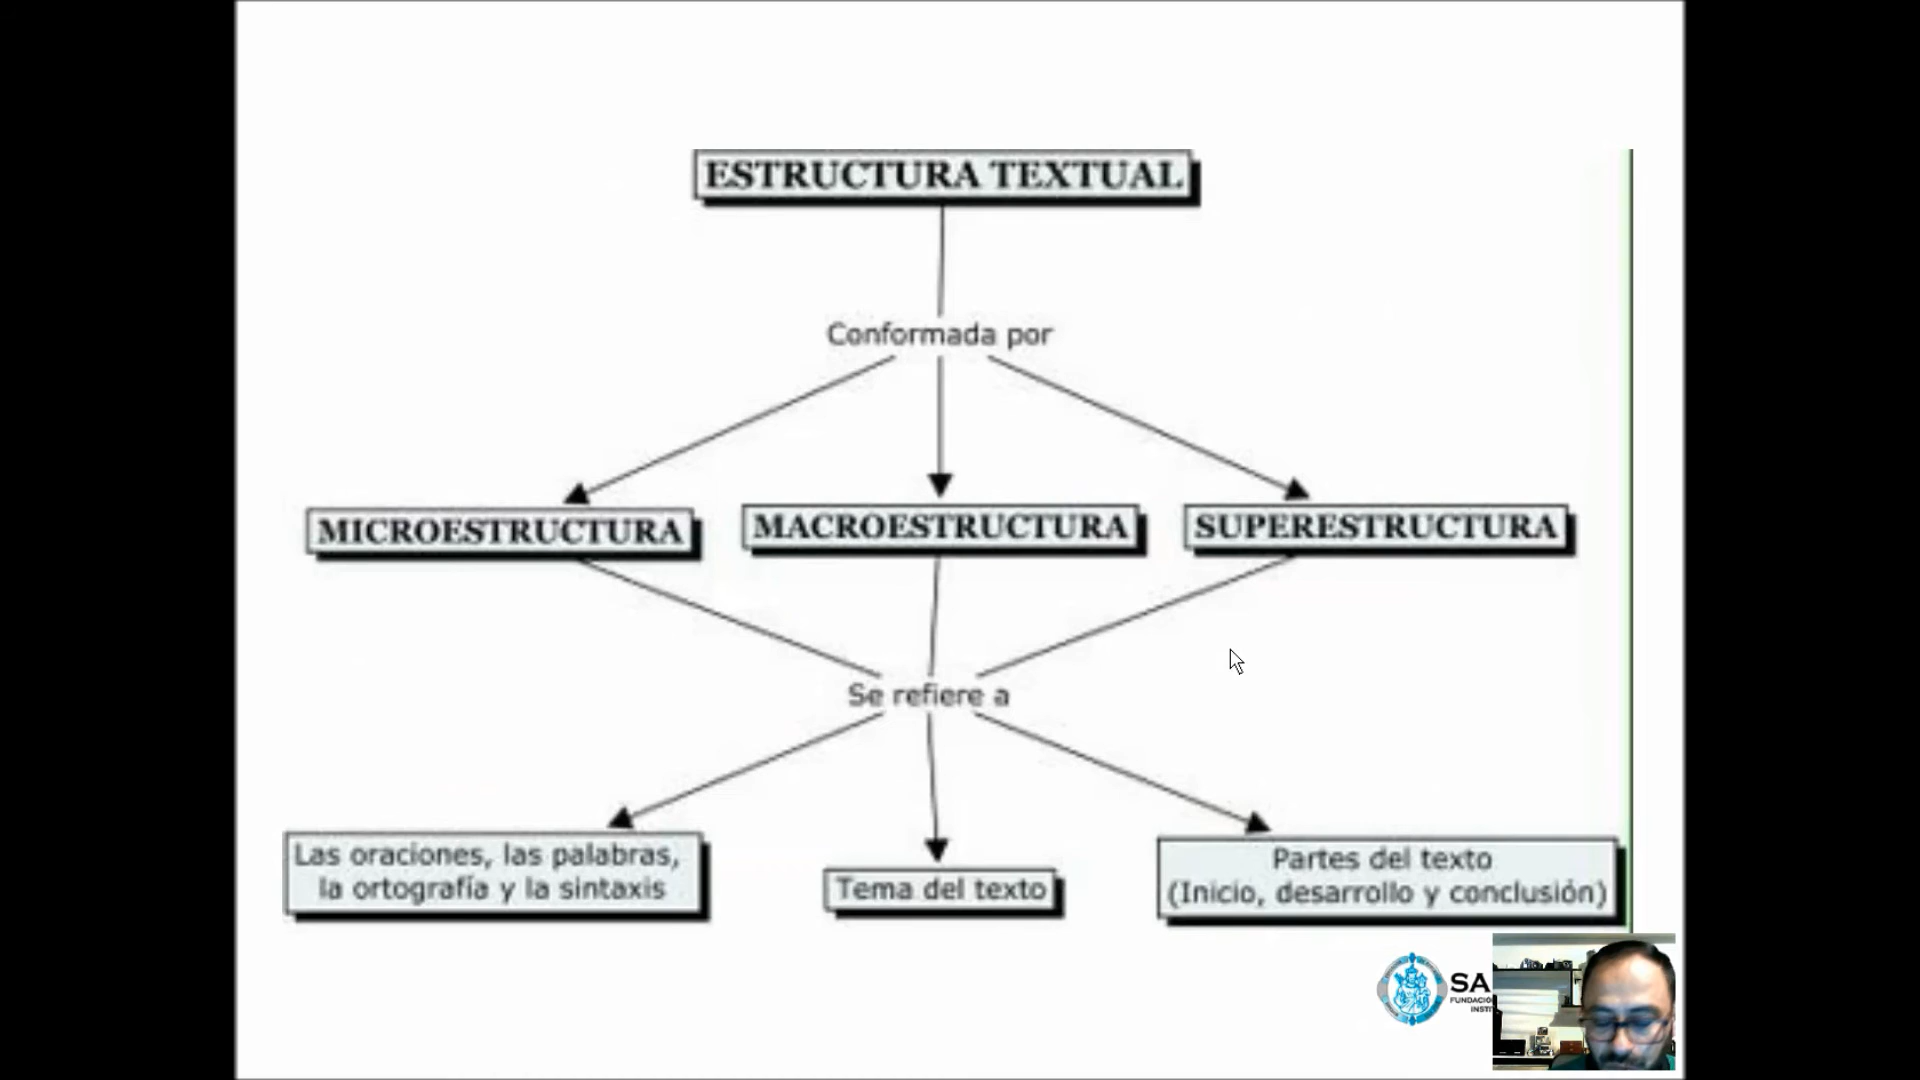 ESTRUCTURA TEXTUAL
Conformada por
MICROESTRUCTURA
MACROESTRUCTURA
SUPERESTRUCTURA
Se refiere a
Las oraciones, las palabras,
la ortografía y la sintaxis
Tema del texto
Partes del texto
(Inicio, desarrollo y conclusión)
SA